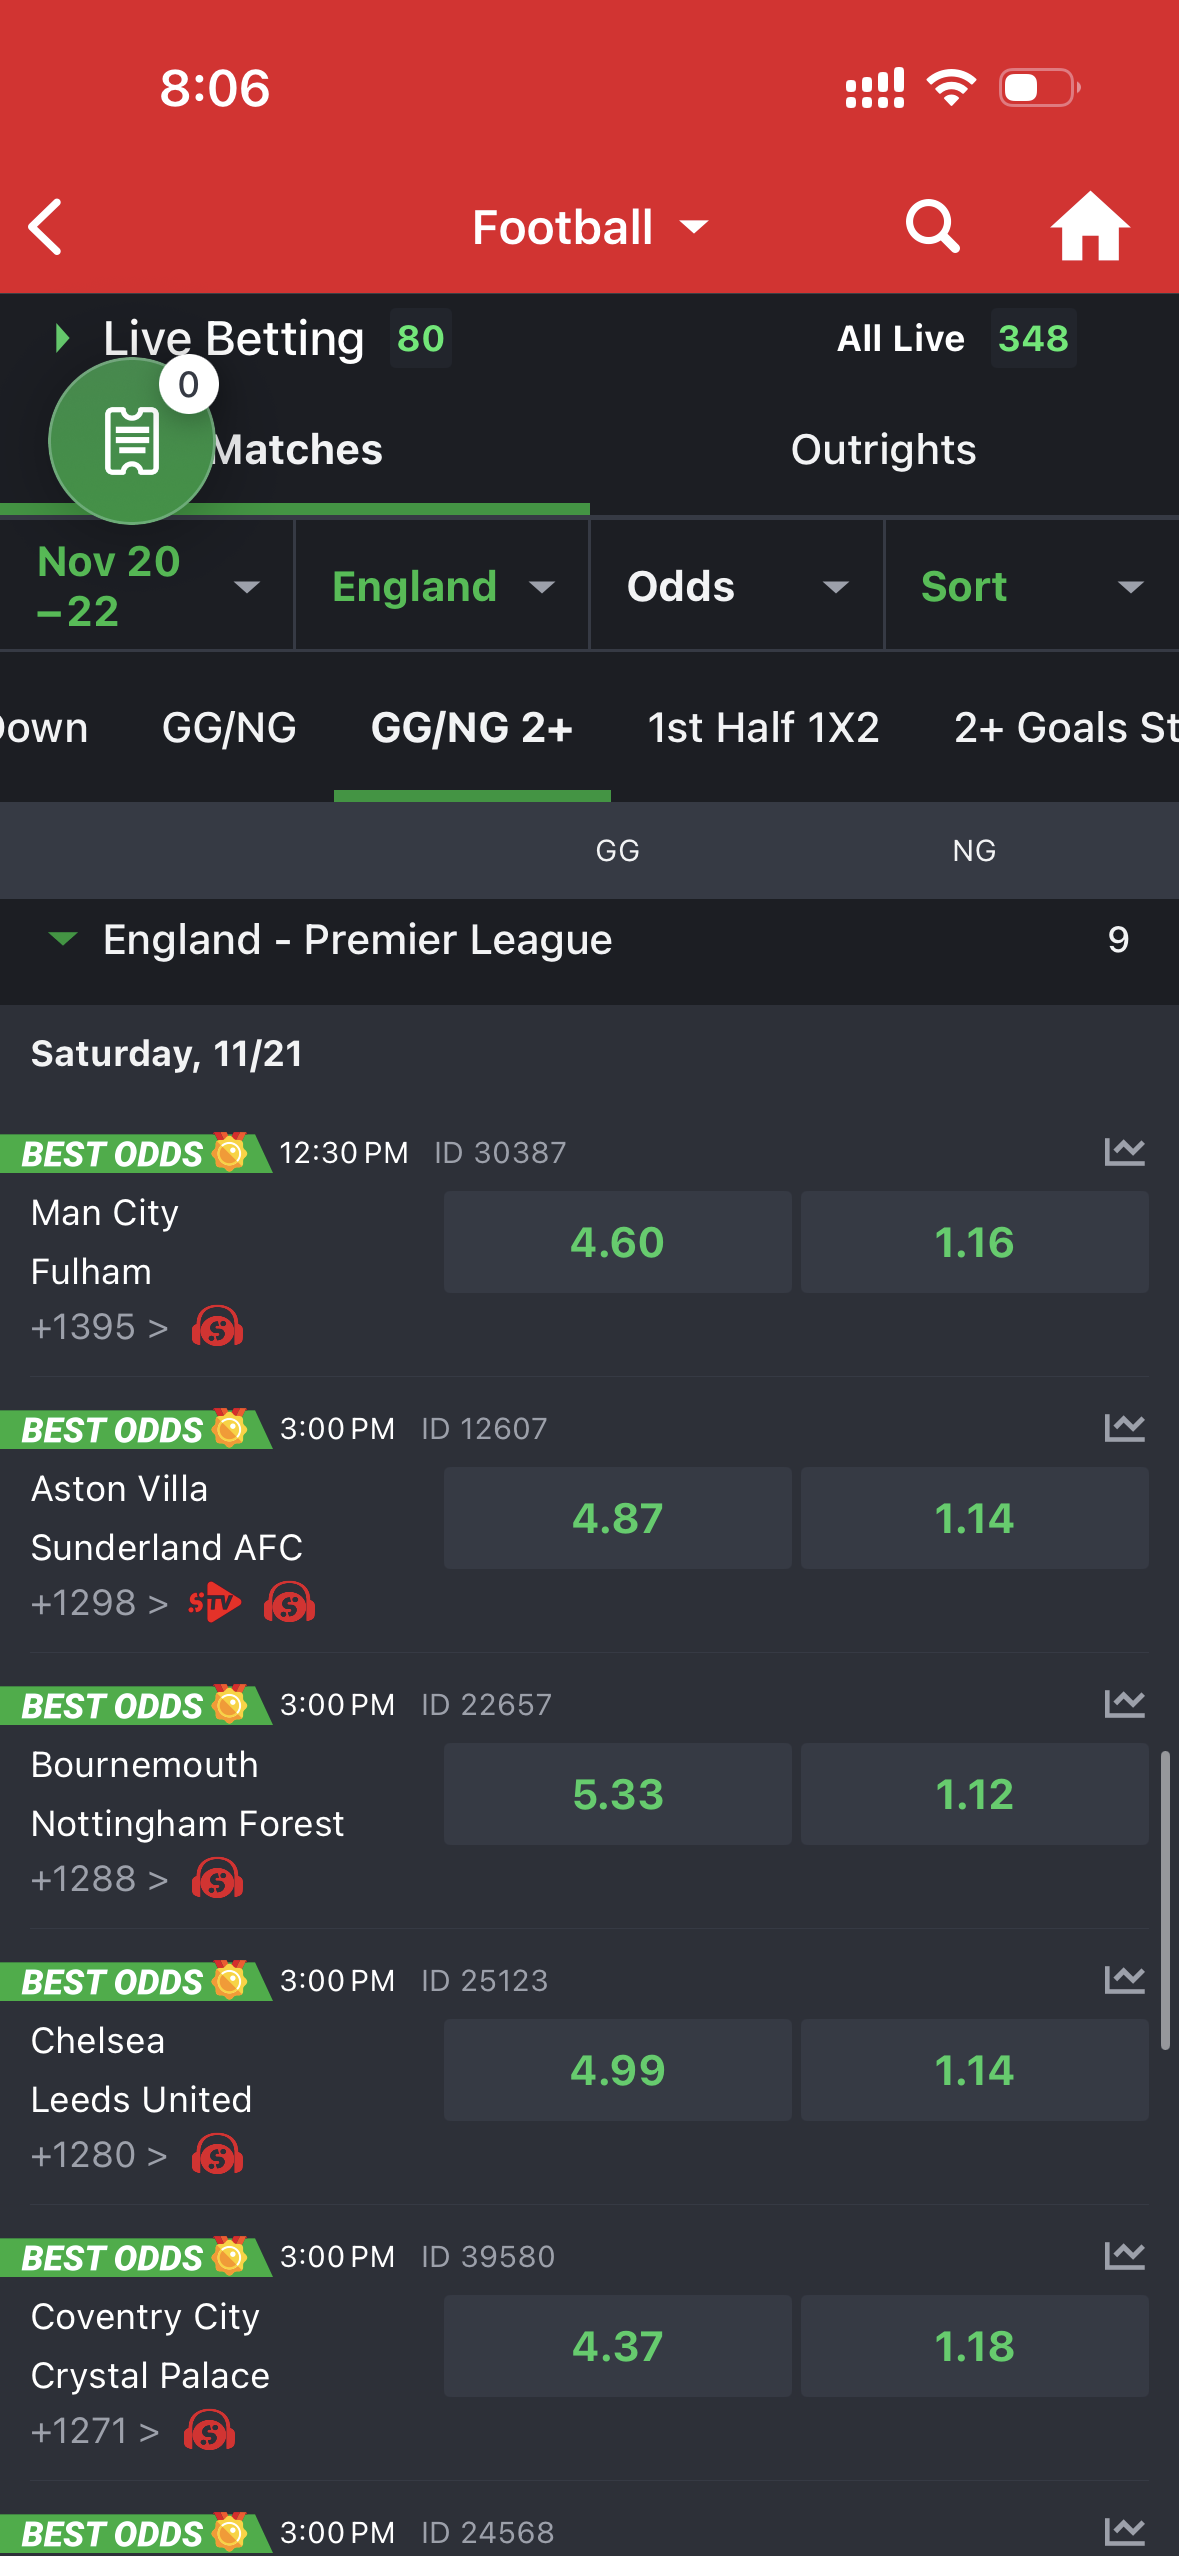 8:06
Football
Live Betting 80 All Live 348
0
Matches Outrights
Nov 20
–22
England Odds Sort
Down GG/NG GG/NG 2+ 1st Half 1X2 2+ Goals St
GG NG
England - Premier League 9
Saturday, 11/21
BEST ODDS 12:30 PM ID 30387
Man City
4.60 1.16
Fulham
+1395 >
BEST ODDS 3:00 PM ID 12607
Aston Villa
4.87 1.14
Sunderland AFC
+1298 > STV
BEST ODDS 3:00 PM ID 22657
Bournemouth
5.33 1.12
Nottingham Forest
+1288 >
BEST ODDS 3:00 PM ID 25123
Chelsea
4.99 1.14
Leeds United
+1280 >
BEST ODDS 3:00 PM ID 39580
Coventry City
4.37 1.18
Crystal Palace
+1271 >
BEST ODDS 3:00 PM ID 24568